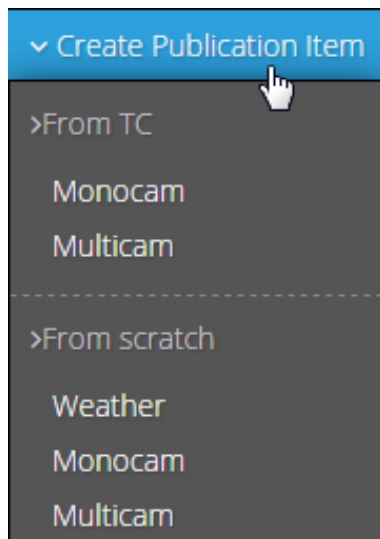 Create Publication Item
>From TC
Monocam
Multicam
>From scratch
Weather
Monocam
Multicam